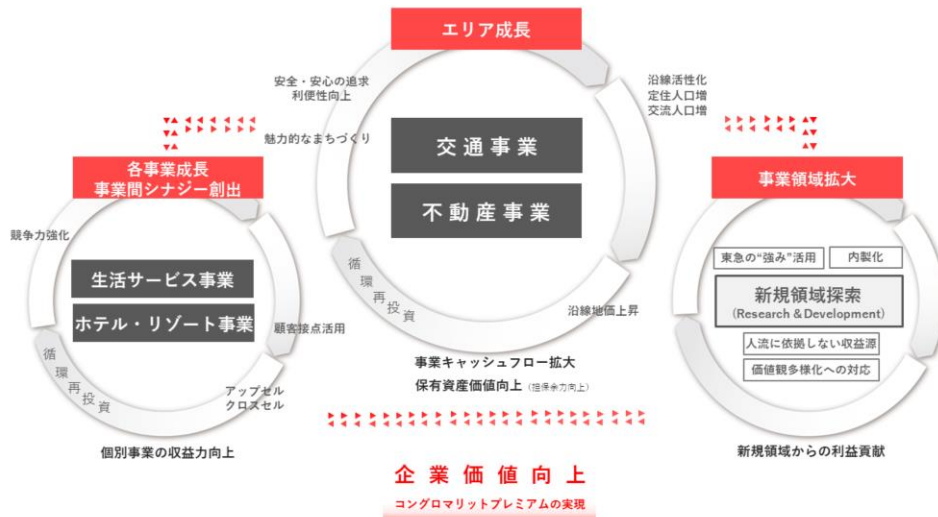 エリア成長
安全・安心の追求
利便性向上
魅力的なまちづくり
交通事業
不動産事業
沿線活性化
定住人口増
交流人口増
沿線地価上昇
循環再投資
事業キャッシュフロー拡大
保有資産価値向上（担保余力向上）
各事業成長
事業間シナジー創出
競争力強化
生活サービス事業
ホテル・リゾート事業
顧客接点活用
アップセル
クロスセル
循環再投資
個別事業の収益力向上
事業領域拡大
東急の“強み”活用
内製化
新規領域探索
(Research & Development)
人流に依拠しない収益源
価値観多様化への対応
新規領域からの利益貢献
企業価値向上
コングロマリットプレミアムの実現